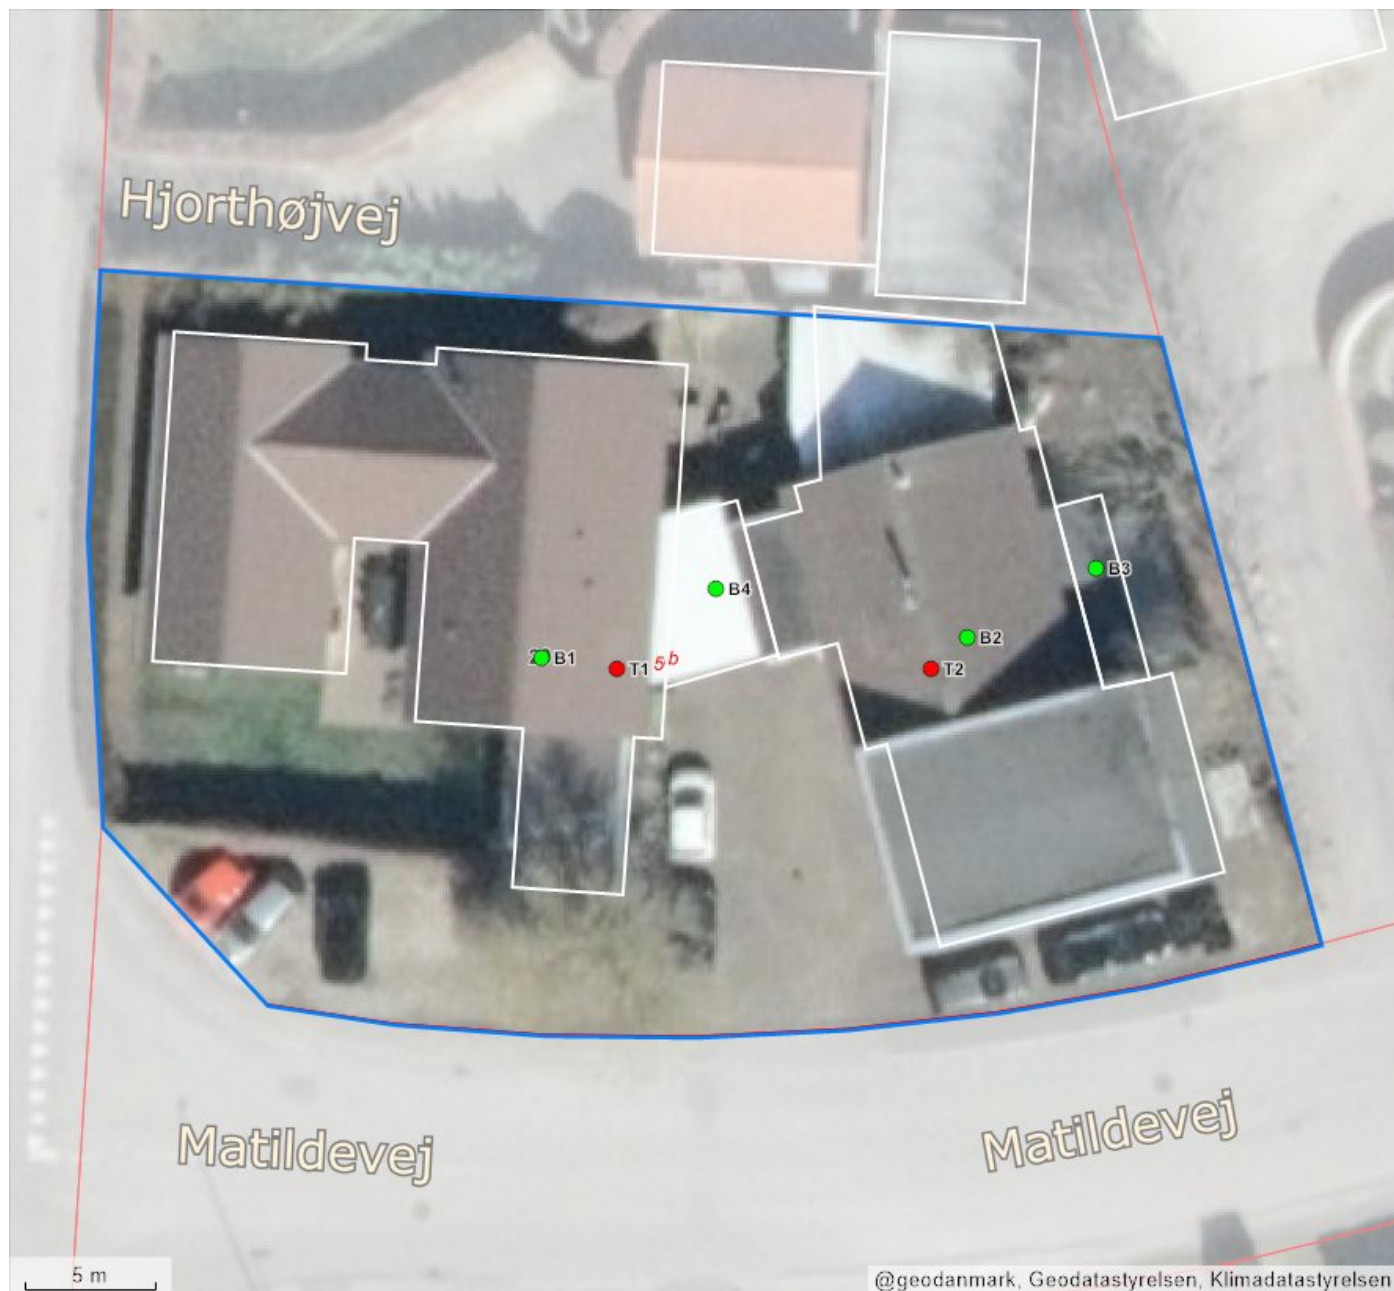 Hjorthøjvej
B3
B4
B2
B1
T1
5b
T2
Matildevej
Matildevej
5 m
@geodanmark, Geodatastyrelsen, Klimadatastyrelsen